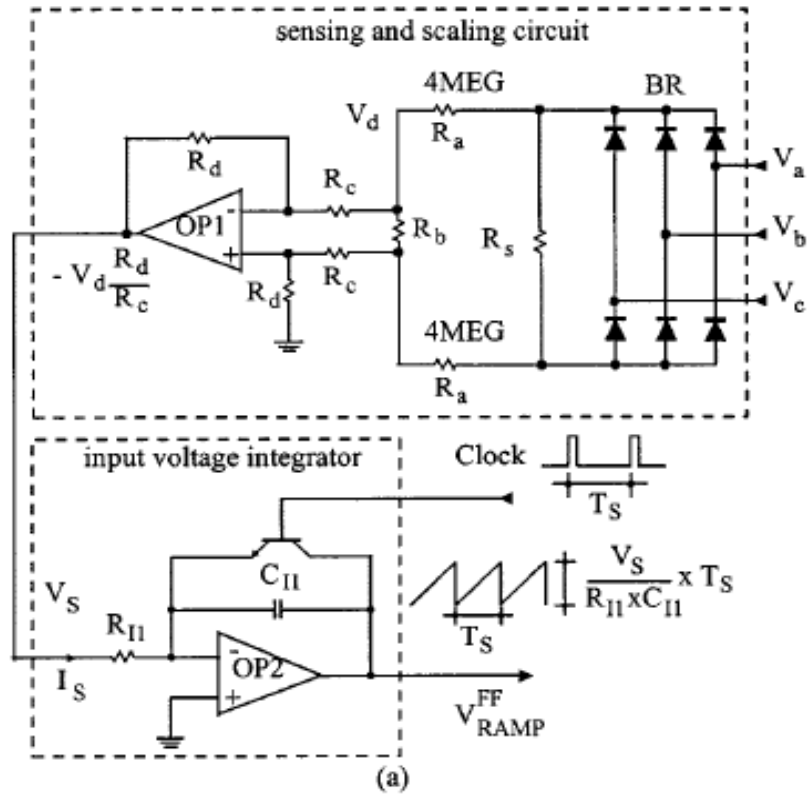 sensing and scaling circuit
4MEG
BR
V_d
R_a
R_d
R_c
V_a
OP1
-
+
R_b
R_s
V_b
- V_d R_d/R_c
R_d
R_c
V_c
4MEG
R_a
input voltage integrator
Clock
T_S
C_I1
V_S
V_S/(R_I1 x C_I1) x T_S
R_I1
T_S
-
OP2
+
I_S
V_RAMP^FF
(a)